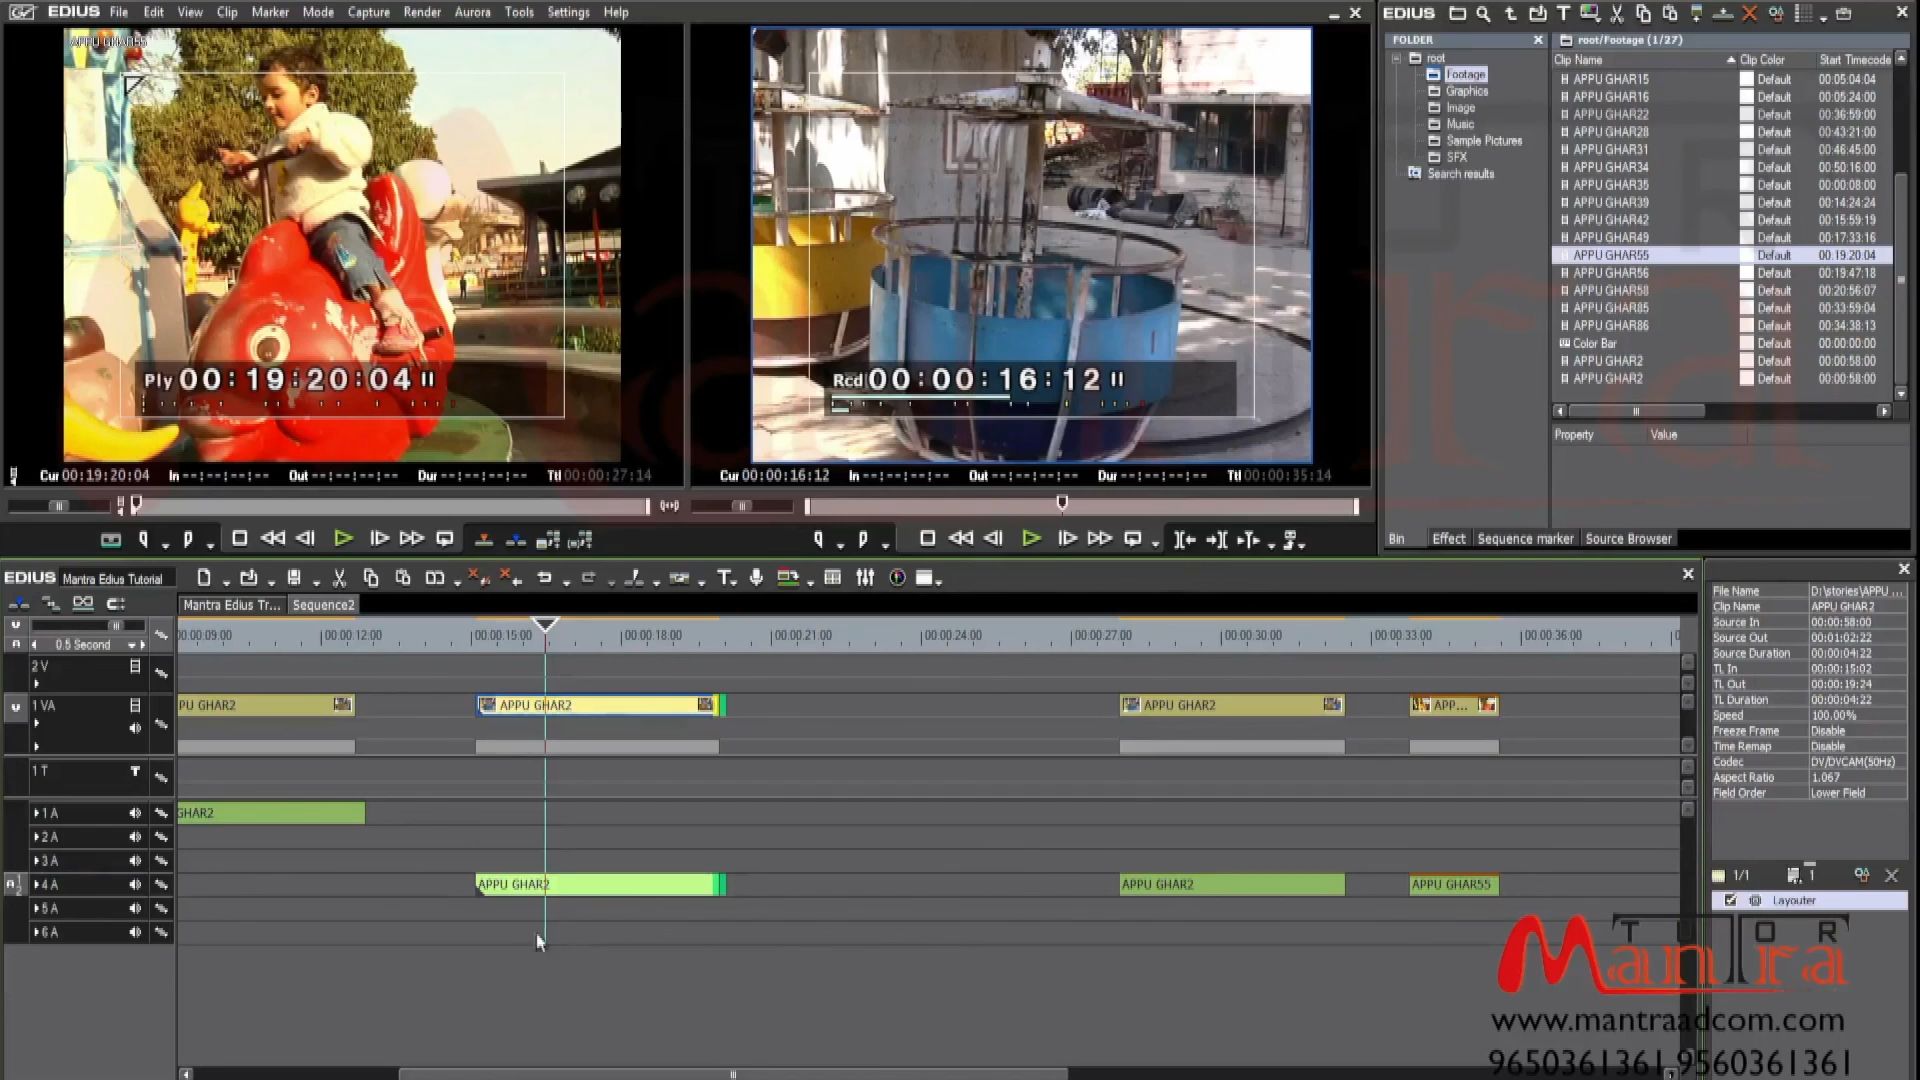 EDIUS File Edit View Clip Marker Mode Capture Render Aurora Tools Settings Help
APPU GHAR55
Ply 00:19:20:04
Cur 00:19:20:04 In --:--:--:-- Out --:--:--:-- Dur --:--:--:-- Ttl 00:00:27:14
Rcd 00:00:16:12
Cur 00:00:16:12 In --:--:--:-- Out --:--:--:-- Dur --:--:--:-- Ttl 00:00:35:14
EDIUS
FOLDER
root
Footage
Graphics
Image
Music
Sample Pictures
SFX
Search results
root/Footage (1/27)
Clip Name Clip Color Start Timecode
APPU GHAR15 Default 00:05:04:04
APPU GHAR16 Default 00:05:24:00
APPU GHAR22 Default 00:36:59:00
APPU GHAR28 Default 00:43:21:00
APPU GHAR31 Default 00:46:45:00
APPU GHAR34 Default 00:50:16:00
APPU GHAR35 Default 00:00:08:00
APPU GHAR39 Default 00:14:24:24
APPU GHAR42 Default 00:15:59:19
APPU GHAR49 Default 00:17:33:16
APPU GHAR55 Default 00:19:20:04
APPU GHAR56 Default 00:19:47:18
APPU GHAR58 Default 00:20:56:07
APPU GHAR85 Default 00:33:59:04
APPU GHAR86 Default 00:34:38:13
Color Bar Default 00:00:00:00
APPU GHAR2 Default 00:00:58:00
APPU GHAR2 Default 00:00:58:00
Property Value
Bin Effect Sequence marker Source Browser
EDIUS Mantra Edius Tutorial
Mantra Edius Tr... Sequence2
0.5 Second
00:00:09:00 00:00:12:00 00:00:15:00 00:00:18:00 00:00:21:00 00:00:24:00 00:00:27:00 00:00:30:00 00:00:33:00 00:00:36:00
2 V
1 VA PU GHAR2 APPU GHAR2 APPU GHAR2 APP...
1 T
1 A GHAR2
2 A
3 A
4 A APPU GHAR2 APPU GHAR2 APPU GHAR55
5 A
6 A
File Name D:\stories\APPU ...
Clip Name APPU GHAR2
Source In 00:00:58:00
Source Out 00:01:02:22
Source Duration 00:00:04:22
TL In 00:00:15:02
TL Out 00:00:19:24
TL Duration 00:00:04:22
Speed 100.00%
Freeze Frame Disable
Time Remap Disable
Codec DV/DVCAM(50Hz)
Aspect Ratio 1.067
Field Order Lower Field
1/1 1
Layouter
TUTOR
Mantra
www.mantraadcom.com
9650361361,9560361361